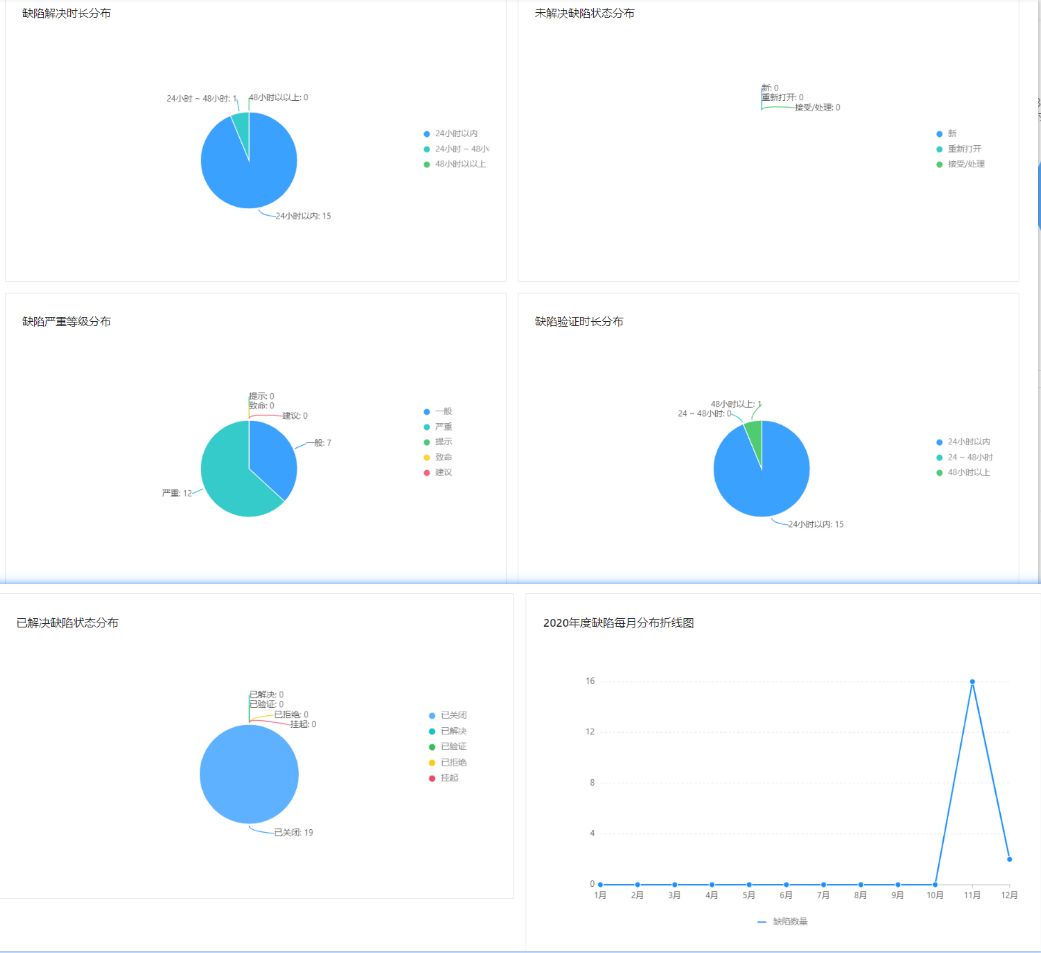 缺陷解决时长分布
24小时 ~ 48小时: 1
48小时以以上: 0
24小时以内: 15
24小时以内
24小时 ~ 48小
48小时以以上
未解决缺陷状态分布
新: 0
重新打开: 0
接受/处理: 0
新
重新打开
接受/处理
缺陷严重等级分布
提示: 0
致命: 0
建议: 0
一般: 7
严重: 12
一般
严重
提示
致命
建议
缺陷验证时长分布
48小时以上: 1
24 ~ 48小时: 0
24小时以内: 15
24小时以内
24 ~ 48小时
48小时以上
已解决缺陷状态分布
已解决: 0
已验证: 0
已拒绝: 0
挂起: 0
已关闭: 19
已关闭
已解决
已验证
已拒绝
挂起
2020年度缺陷每月分布折线图
16
12
8
4
0
1月 2月 3月 4月 5月 6月 7月 8月 9月 10月 11月 12月
缺陷数量